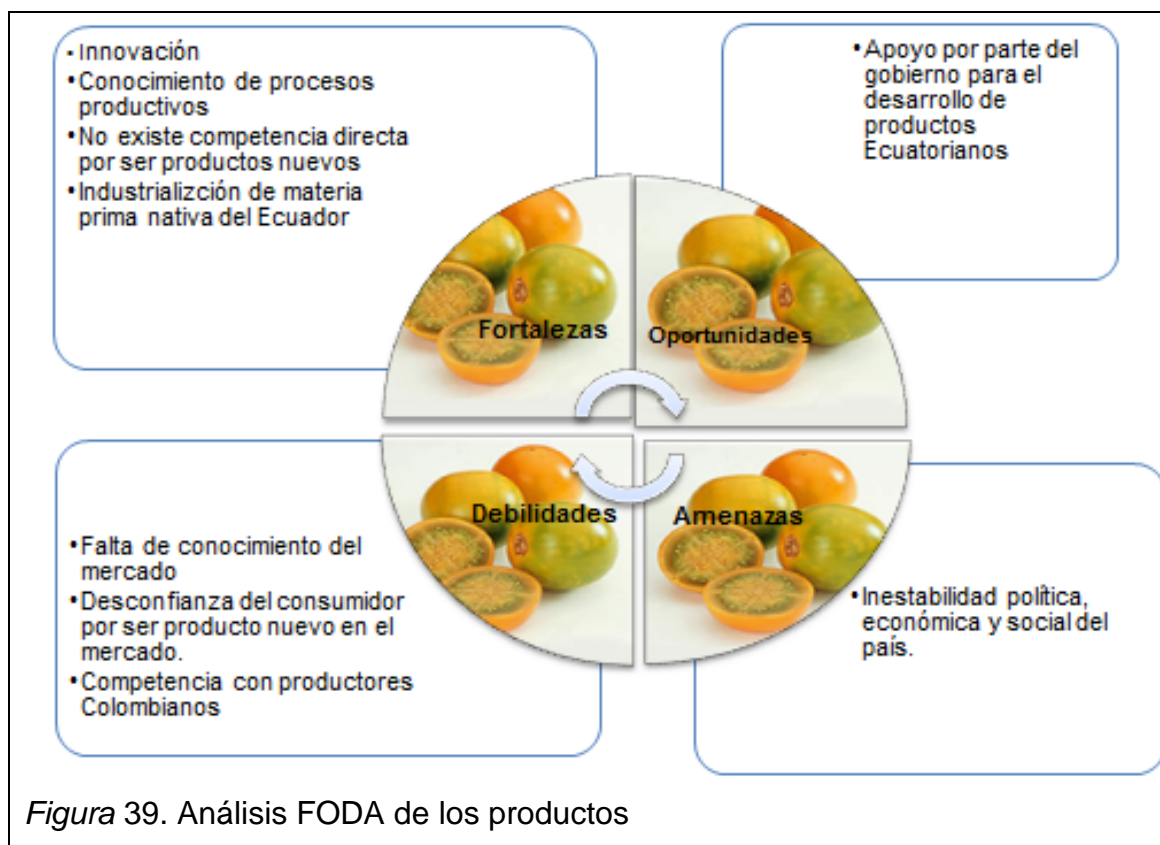 • Innovación
•Conocimiento de procesos
productivos
•No existe competencia directa
por ser productos nuevos
•Industrializción de materia
prima nativa del Ecuador
•Apoyo por parte del
gobierno para el
desarrollo de
productos
Ecuatorianos
Fortalezas
Oportunidades
Debilidades
Amenazas
•Falta de conocimiento del
mercado
•Desconfianza del consumidor
por ser producto nuevo en el
mercado.
•Competencia con productores
Colombianos
•Inestabilidad política,
económica y social del
país.
Figura 39. Análisis FODA de los productos